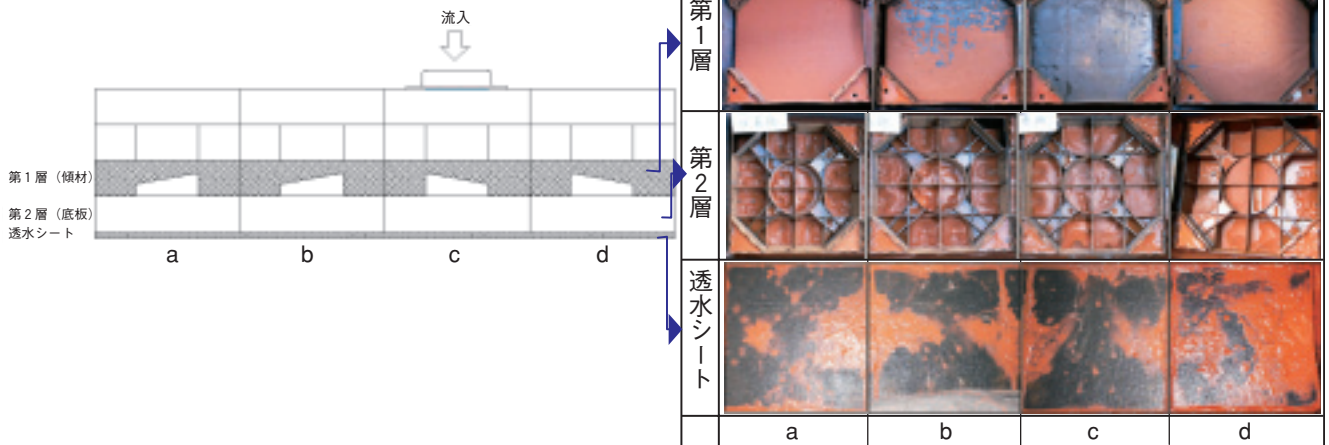 流入
第1層（傾材）
第2層（底板）
透水シート
a b c d
第1層
第2層
透水シート
a b c d